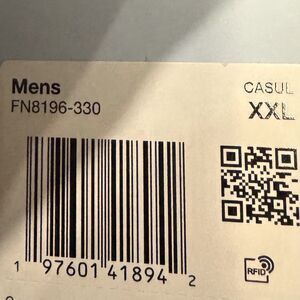 Mens
FN8196-330
CASUL
XXL
1 97601 41894 2
RFID